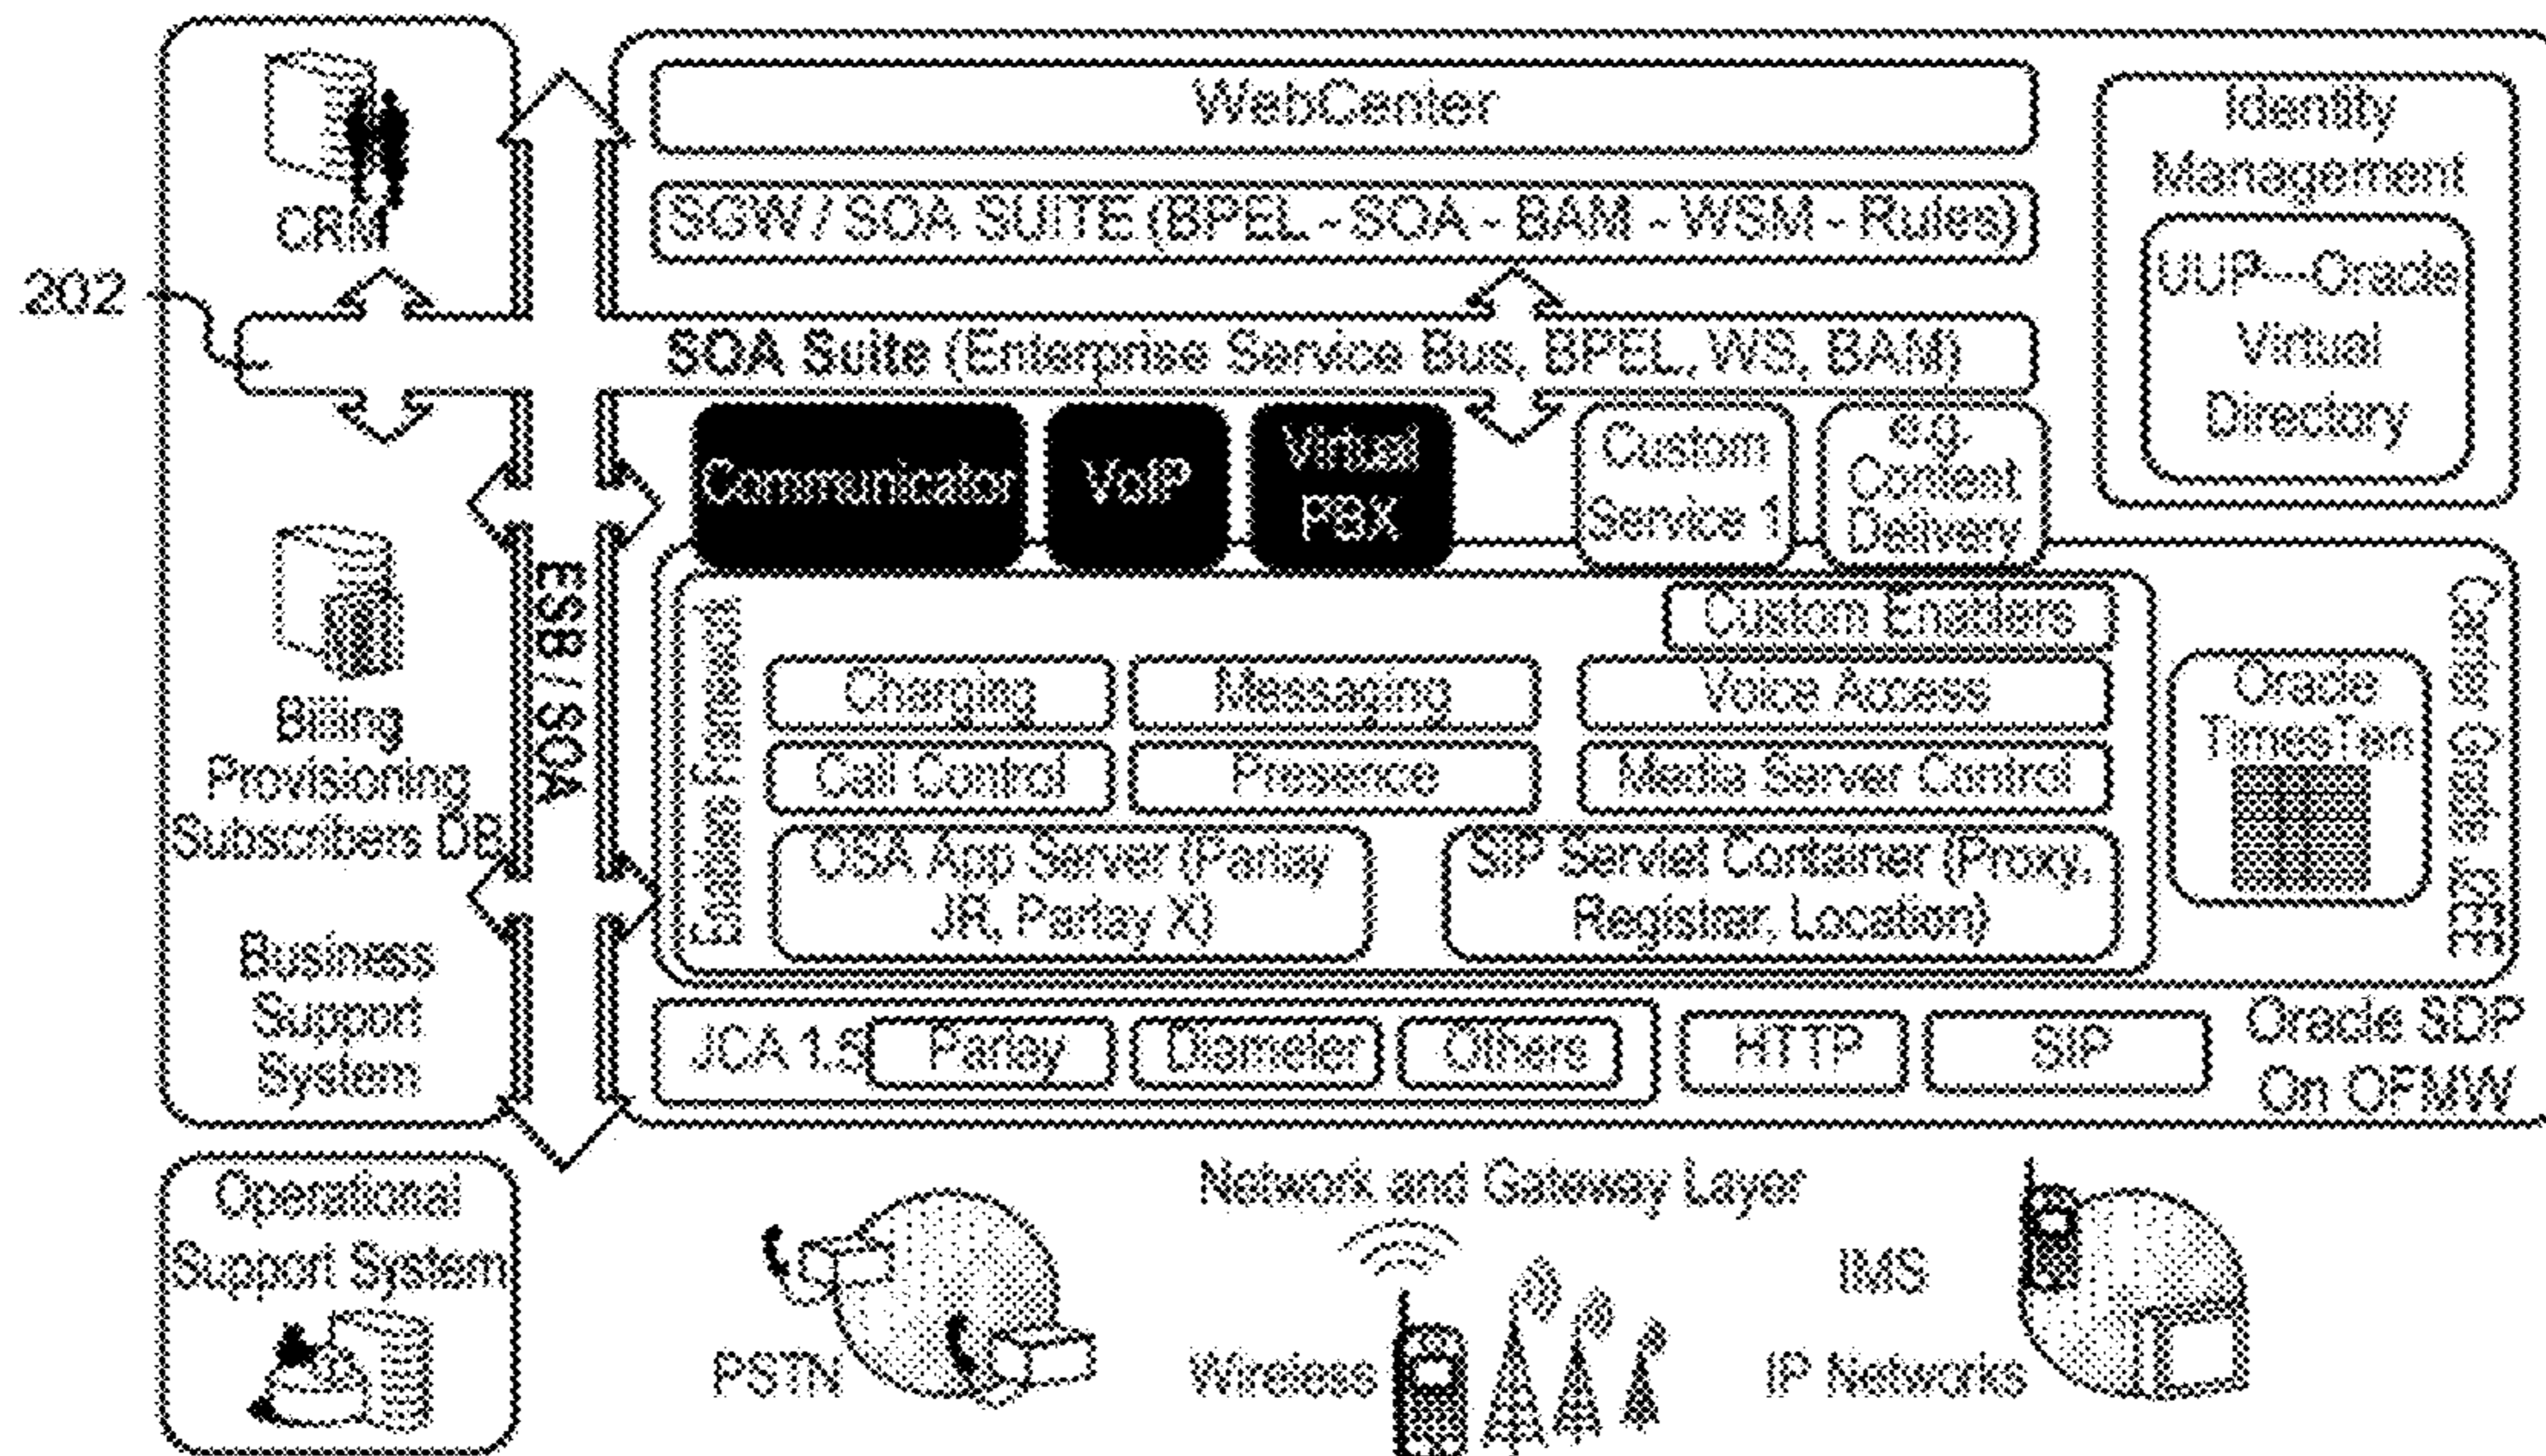 CRM
202
Billing
Provisioning
Subscribers DB
Business
Support
System
Operational
Support System
ESB / SOA
WebCenter
SGW / SOA SUITE (BPEL - SOA - BAM - WSM - Rules)
SOA Suite (Enterprise Service Bus, BPEL, WS, BAM)
Identity
Management
UUP---Oracle
Virtual
Directory
Communicator
VoIP
Virtual
PBX
Custom
Service 1
e.g.
Content
Delivery
Custom Enablers
Charging
Messaging
Voice Access
Call Control
Presence
Media Server Control
OSA App Server (Parlay
JR, Parlay X)
SIP Servlet Container (Proxy,
Registrar, Location)
Enablers Framework
Oracle
TimesTen
J2EE
JCA 1.5
Parlay
Diameter
Others
HTTP
SIP
Oracle SDP
On OFMW
Network and Gateway Layer
PSTN
Wireless
IMS
IP Networks